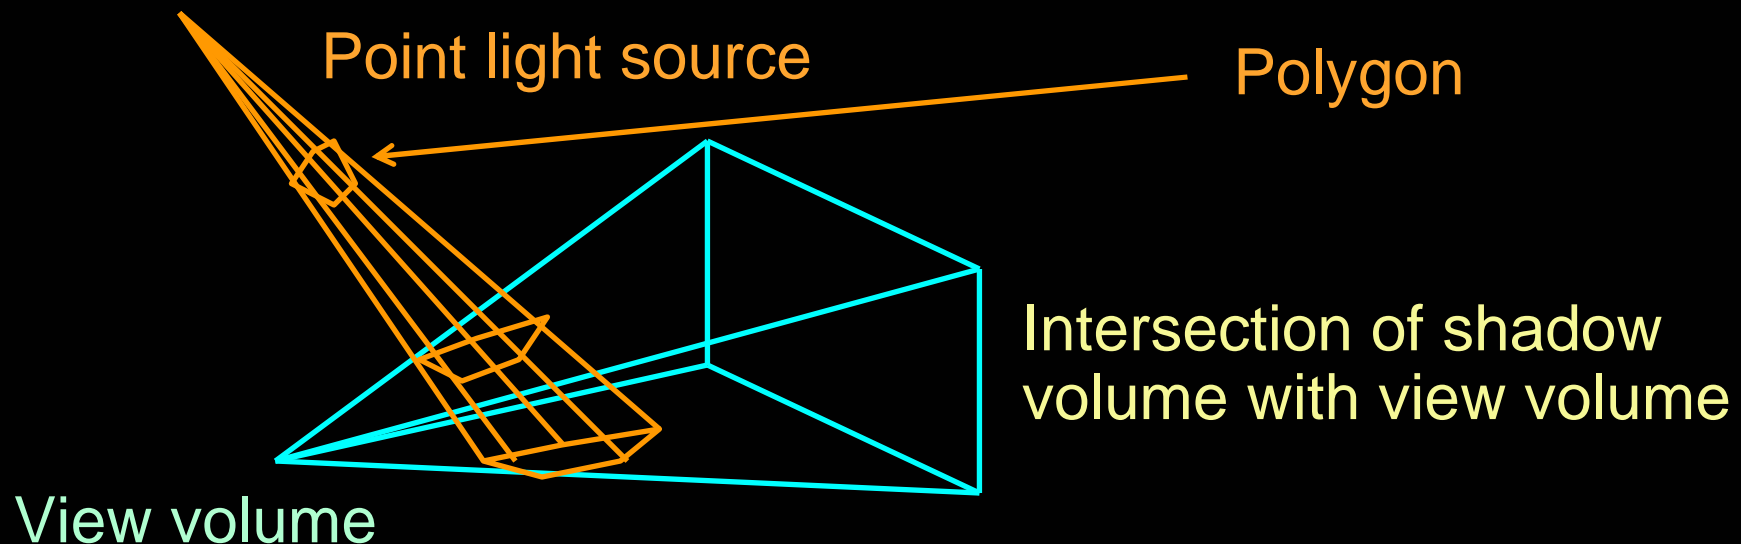 Point light source
Polygon
Intersection of shadow
volume with view volume
View volume